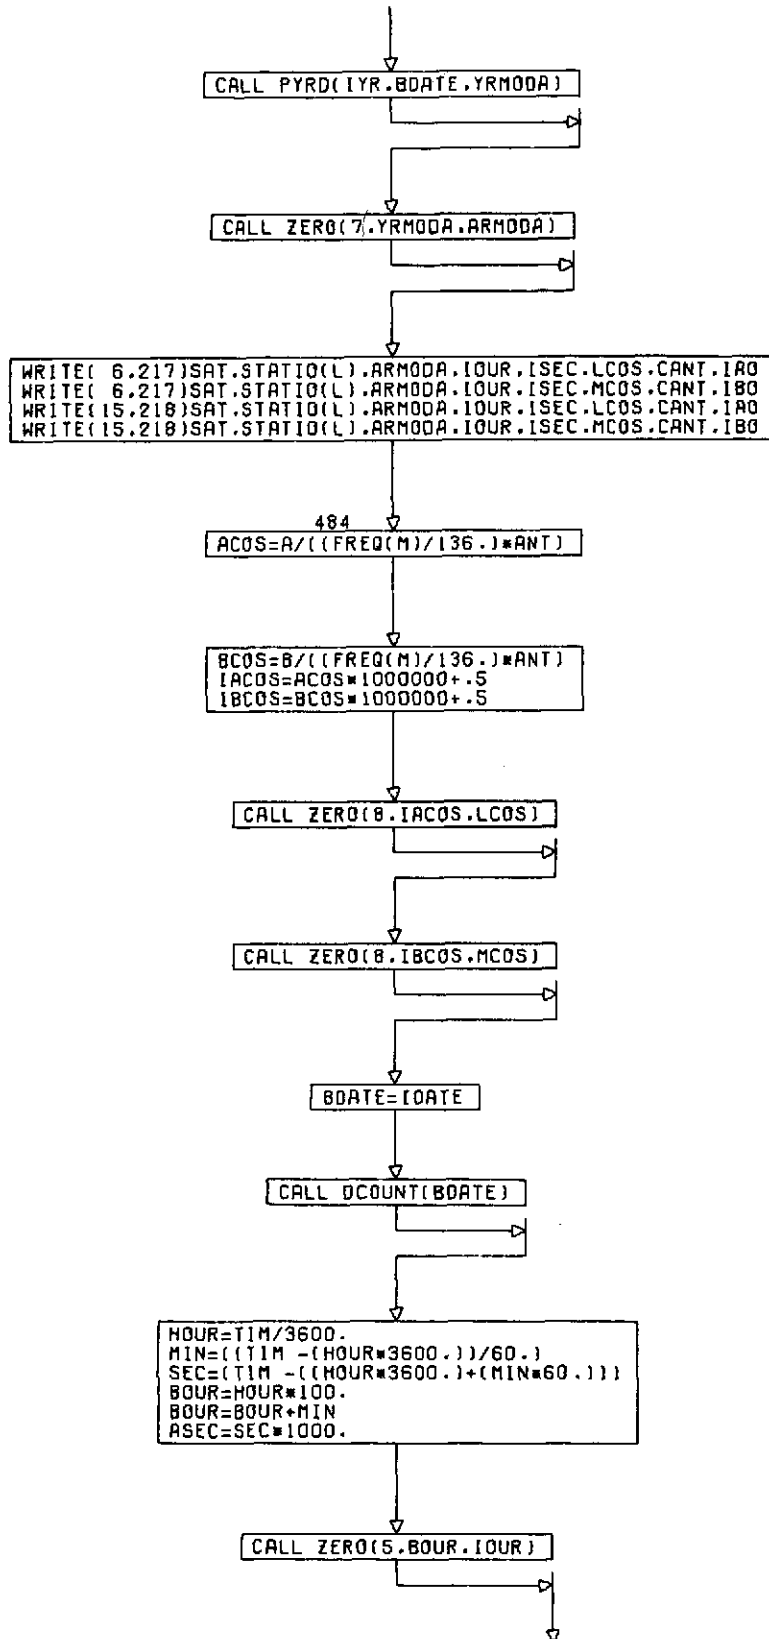 CALL PYRD(IYR.BDATE.YRMODA)
CALL ZERO(7.YRMODA.ARMODA)
WRITE( 6.217)SAT.STATIO(L).ARMODA.IOUR.ISEC.LCOS.CANT.IAO
WRITE( 6.217)SAT.STATIO(L).ARMODA.IOUR.ISEC.MCOS.CANT.IBO
WRITE(15.218)SAT.STATIO(L).ARMODA.IOUR.ISEC.LCOS.CANT.IAO
WRITE(15.218)SAT.STATIO(L).ARMODA.IOUR.ISEC.MCOS.CANT.IBO
484
ACOS=A/((FREQ(M)/136.)*ANT)
BCOS=B/((FREQ(M)/136.)*ANT)
IACOS=ACOS*1000000+.5
IBCOS=BCOS*1000000+.5
CALL ZERO(8.IACOS.LCOS)
CALL ZERO(8.IBCOS.MCOS)
BDATE=IDATE
CALL DCOUNT(BDATE)
HOUR=TIM/3600.
MIN=((TIM -(HOUR*3600.))/60.)
SEC=(TIM -((HOUR*3600.)+(MIN*60.)))
BOUR=HOUR*100.
BOUR=BOUR+MIN
ASEC=SEC*1000.
CALL ZERO(5.BOUR.IOUR)